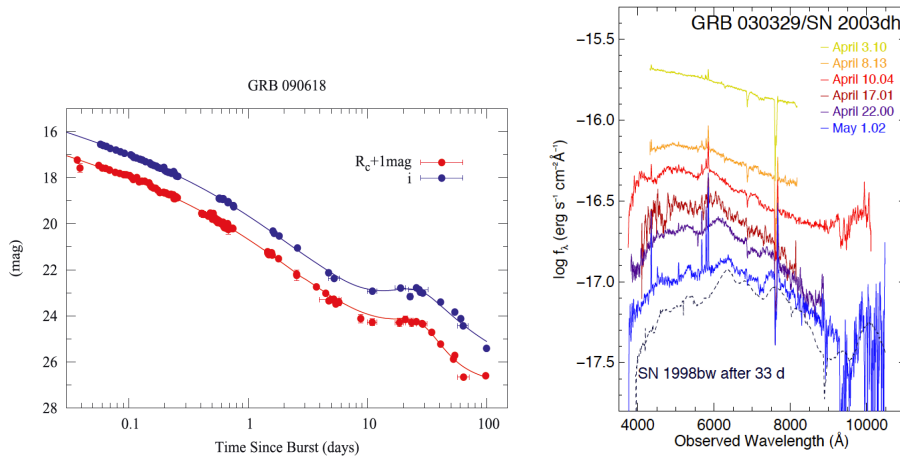 GRB 090618
16
18
20
22
24
26
28
(mag)
R_c+1mag
i
0.1
1
10
100
Time Since Burst (days)
GRB 030329/SN 2003dh
April 3.10
April 8.13
April 10.04
April 17.01
April 22.00
May 1.02
−15.5
−16.0
−16.5
−17.0
−17.5
log f_λ (erg s⁻¹ cm⁻² Å⁻¹)
SN 1998bw after 33 d
4000
6000
8000
10000
Observed Wavelength (Å)